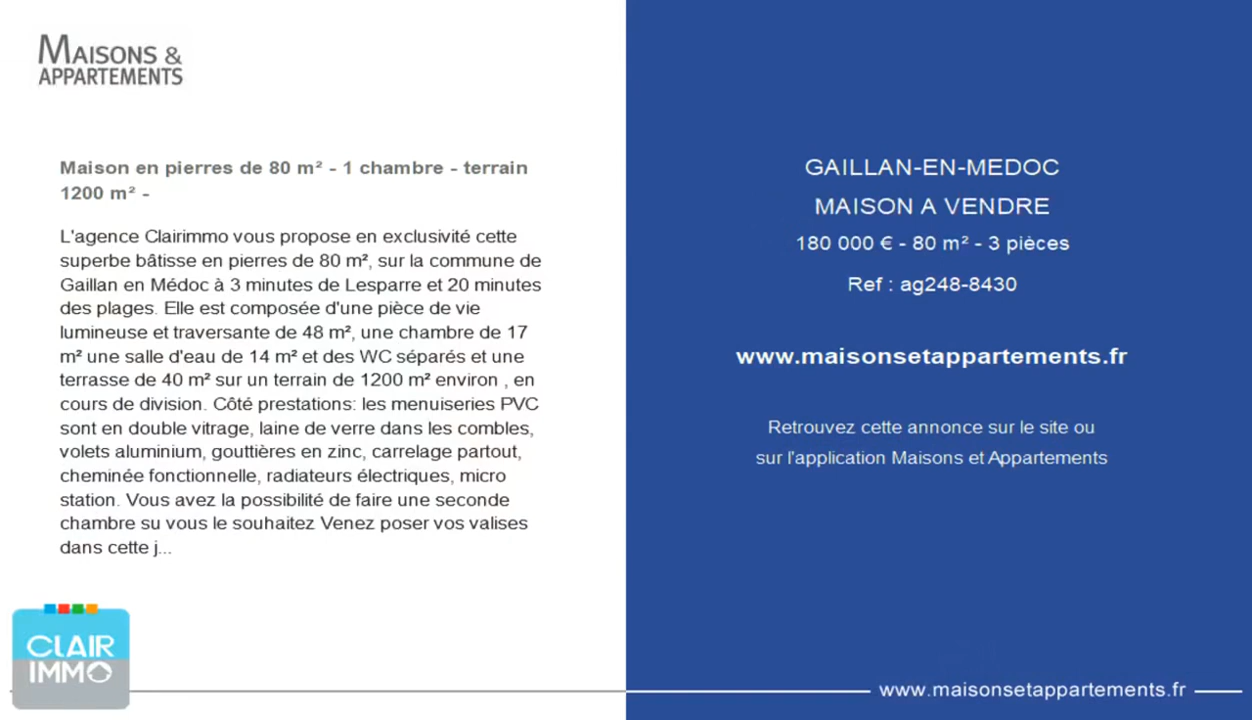 MAISONS &
APPARTEMENTS
Maison en pierres de 80 m² - 1 chambre - terrain
1200 m² -
L'agence Clairimmo vous propose en exclusivité cette
superbe bâtisse en pierres de 80 m², sur la commune de
Gaillan en Médoc à 3 minutes de Lesparre et 20 minutes
des plages. Elle est composée d'une pièce de vie
lumineuse et traversante de 48 m², une chambre de 17
m² une salle d'eau de 14 m² et des WC séparés et une
terrasse de 40 m² sur un terrain de 1200 m² environ , en
cours de division. Côté prestations: les menuiseries PVC
sont en double vitrage, laine de verre dans les combles,
volets aluminium, gouttières en zinc, carrelage partout,
cheminée fonctionnelle, radiateurs électriques, micro
station. Vous avez la possibilité de faire une seconde
chambre su vous le souhaitez Venez poser vos valises
dans cette j...
CLAIR
IMMO
GAILLAN-EN-MEDOC
MAISON A VENDRE
180 000 € - 80 m² - 3 pièces
Ref : ag248-8430
www.maisonsetappartements.fr
Retrouvez cette annonce sur le site ou
sur l'application Maisons et Appartements
www.maisonsetappartements.fr